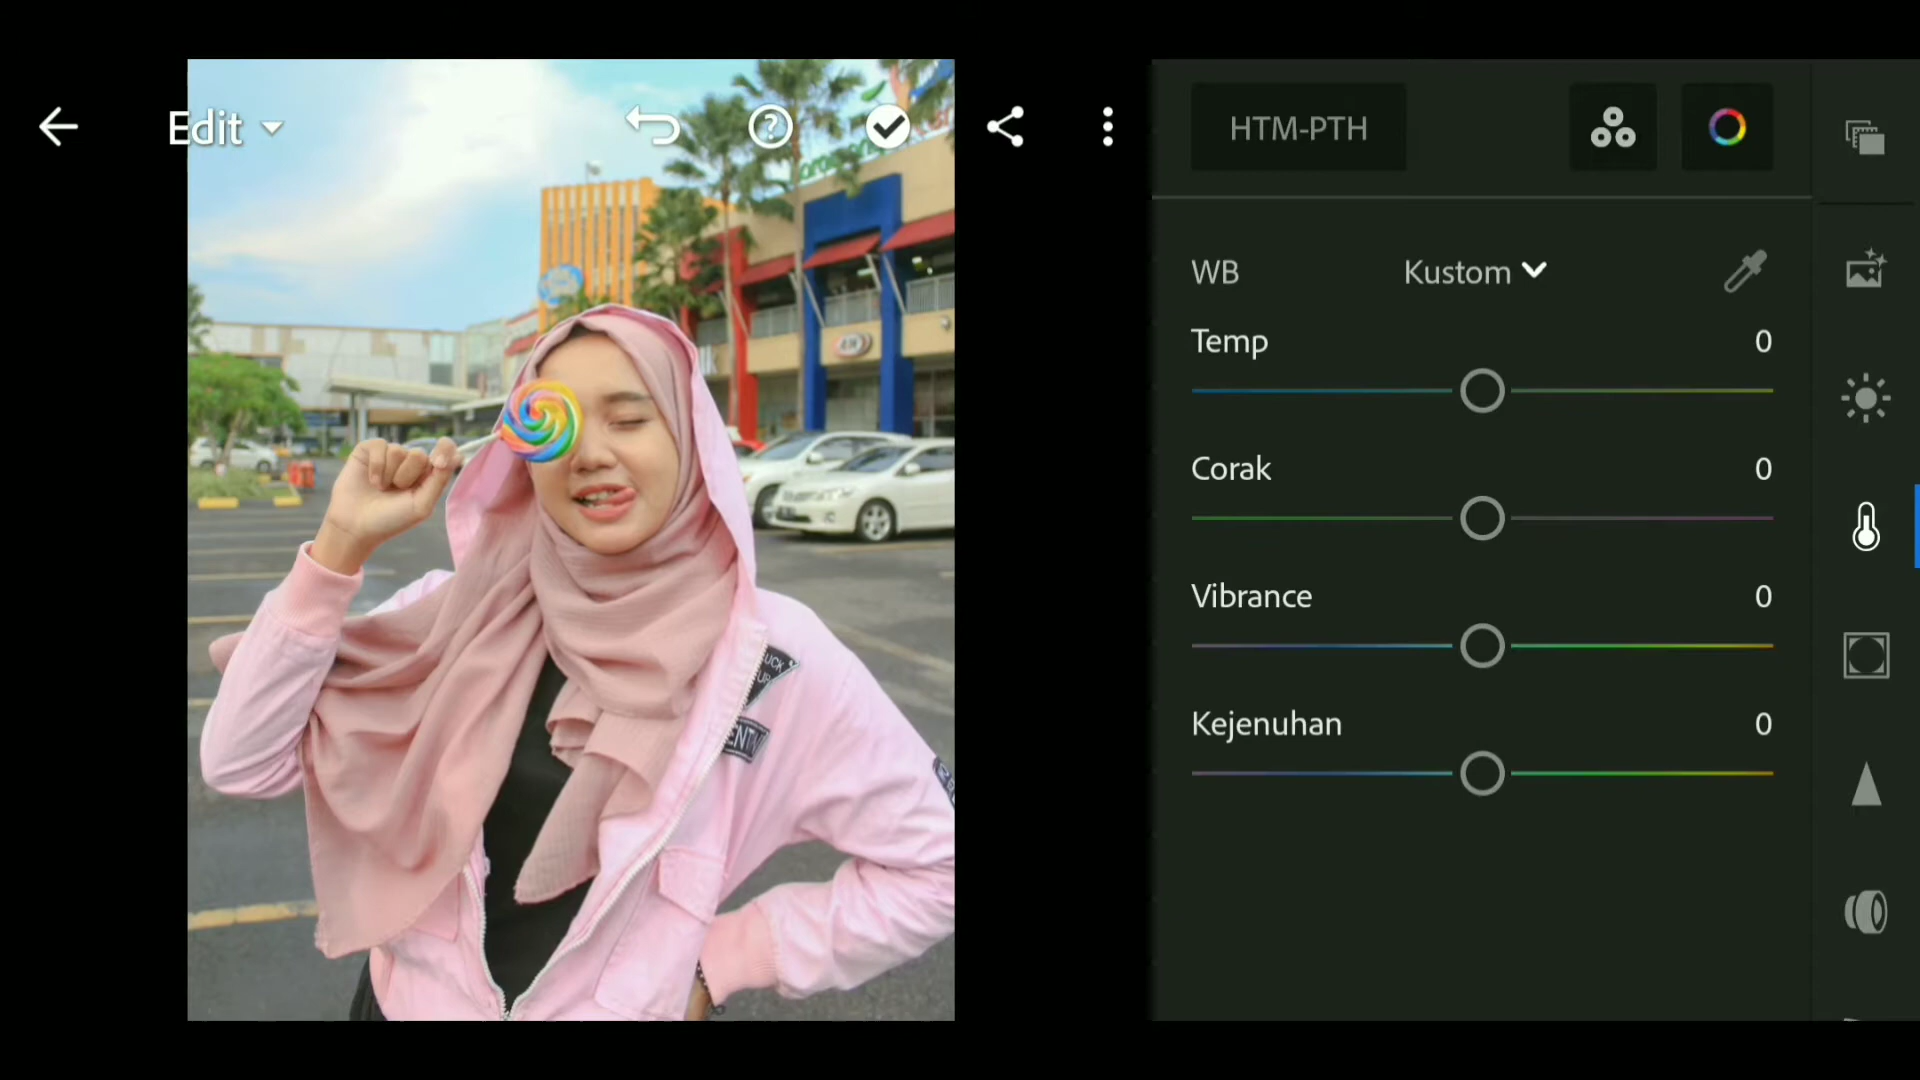 Edit
HTM-PTH
WB
Kustom
Temp
0
Corak
0
Vibrance
0
Kejenuhan
0
A&W